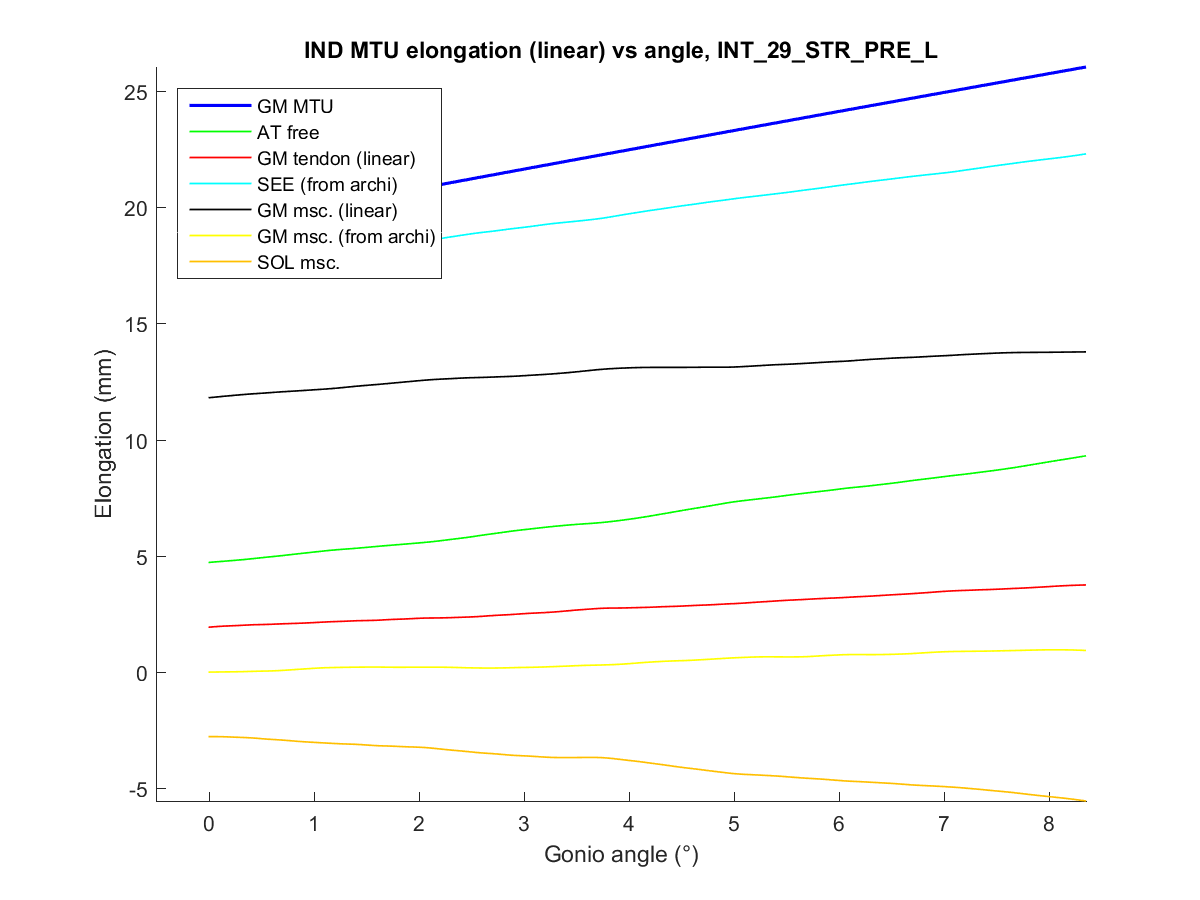 IND MTU elongation (linear) vs angle, INT_29_STR_PRE_L
GM MTU
AT free
GM tendon (linear)
SEE (from archi)
GM msc. (linear)
GM msc. (from archi)
SOL msc.
25
20
15
10
5
0
-5
Elongation (mm)
0 1 2 3 4 5 6 7 8
Gonio angle (°)